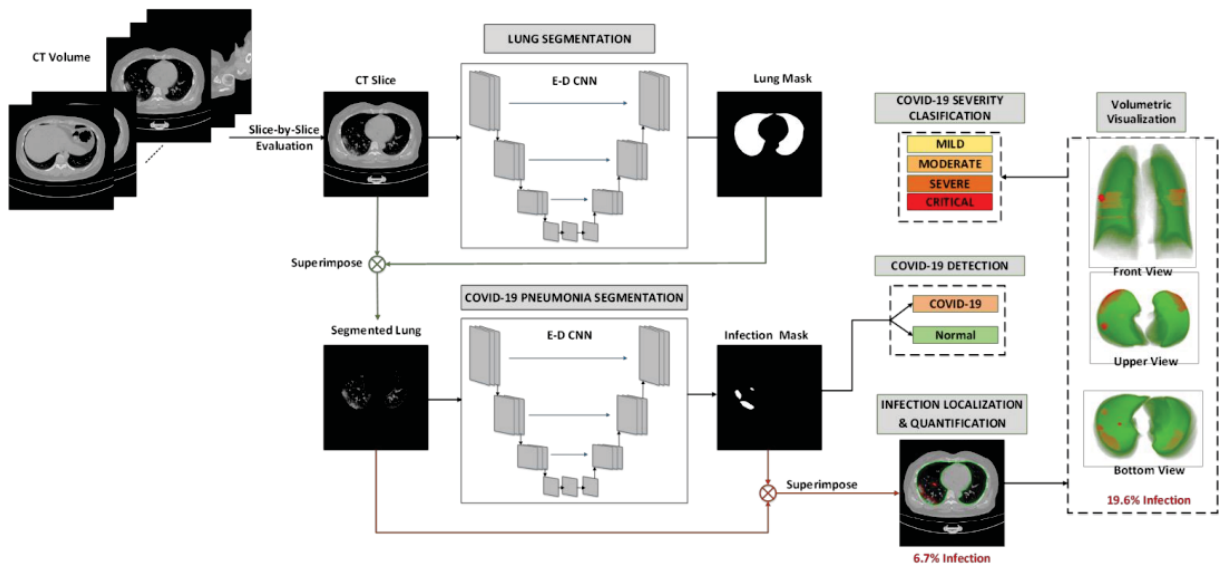 CT Volume
Slice-by-Slice
Evaluation
LUNG SEGMENTATION
CT Slice
E-D CNN
Lung Mask
Superimpose
COVID-19 PNEUMONIA SEGMENTATION
Segmented Lung
E-D CNN
Infection Mask
Superimpose
COVID-19 SEVERITY
CLASIFICATION
MILD
MODERATE
SEVERE
CRITICAL
COVID-19 DETECTION
COVID-19
Normal
INFECTION LOCALIZATION
& QUANTIFICATION
6.7% Infection
Volumetric
Visualization
Front View
Upper View
Bottom View
19.6% Infection